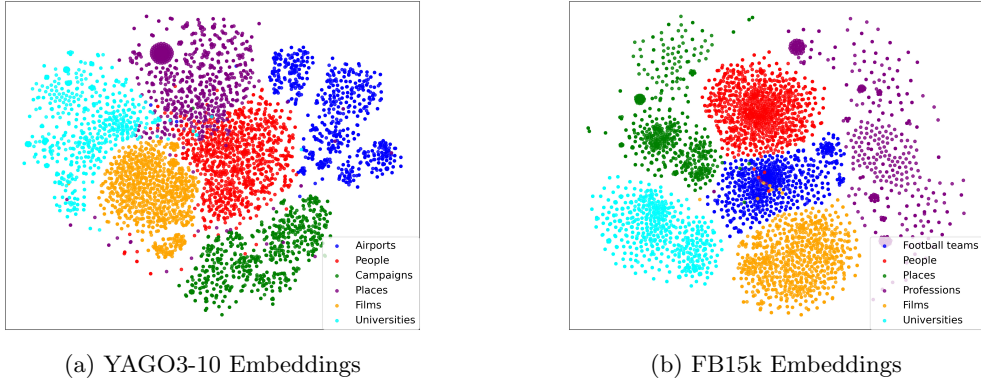 Airports
People
Campaigns
Places
Films
Universities
Football teams
People
Places
Professions
Films
Universities
(a) YAGO3-10 Embeddings
(b) FB15k Embeddings